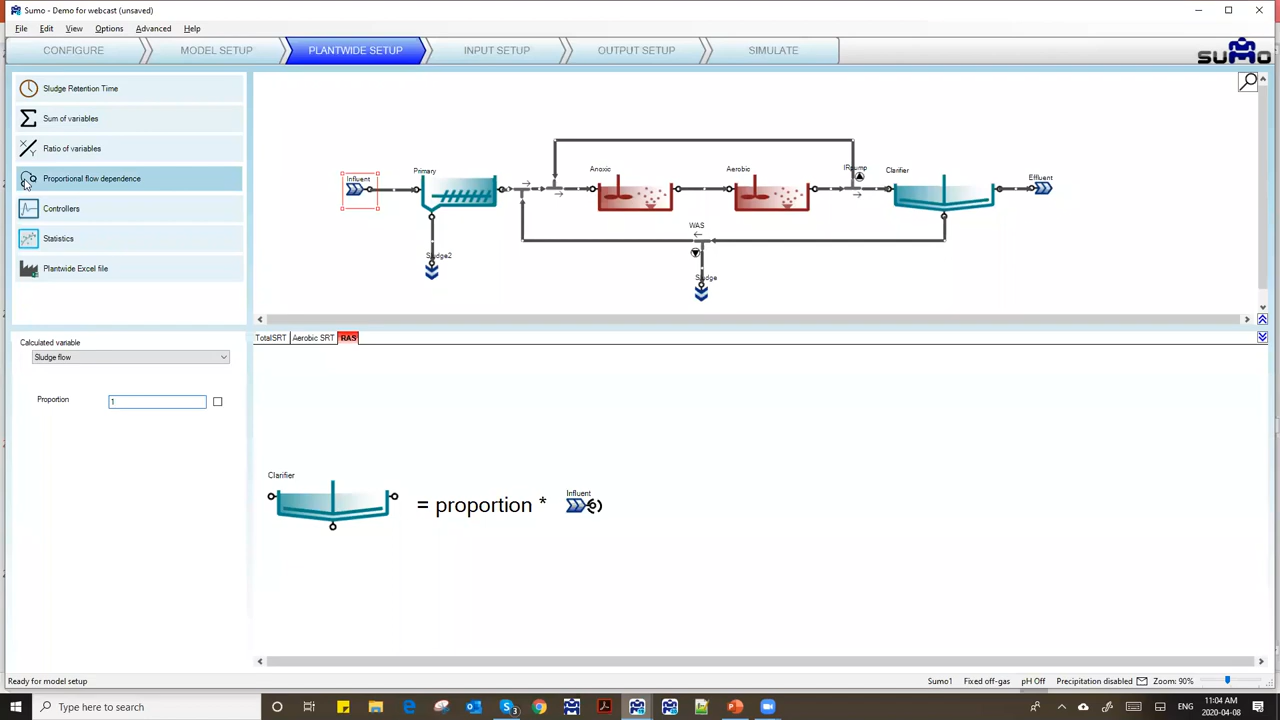 Sumo - Demo for webcast (unsaved)
File Edit View Options Advanced Help
CONFIGURE MODEL SETUP PLANTWIDE SETUP INPUT SETUP OUTPUT SETUP SIMULATE
sumo
Sludge Retention Time
Sum of variables
Ratio of variables
Proportional flow dependence
Controllers
Statistics
Plantwide Excel file
Influent
Primary
Anoxic
Aerobic
IRpump
Clarifier
Effluent
WAS
Sludge2
Sludge
Calculated variable
Sludge flow
Proportion 1
TotalSRT Aerobic SRT RAS
Clarifier
= proportion *
Influent
Ready for model setup
Sumo1 Fixed off-gas pH Off Precipitation disabled Zoom: 90%
Type here to search
ENG
11:04 AM
2020-04-08